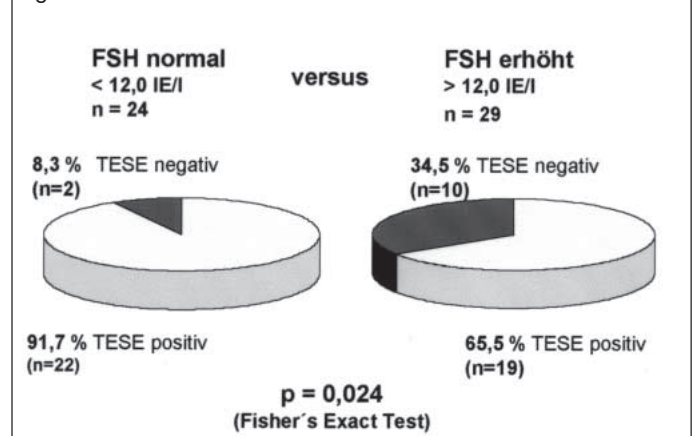 FSH normal
< 12,0 IE/l
n = 24
versus
FSH erhöht
> 12,0 IE/l
n = 29
8,3 % TESE negativ
(n=2)
34,5 % TESE negativ
(n=10)
91,7 % TESE positiv
(n=22)
65,5 % TESE positiv
(n=19)
p = 0,024
(Fisher´s Exact Test)